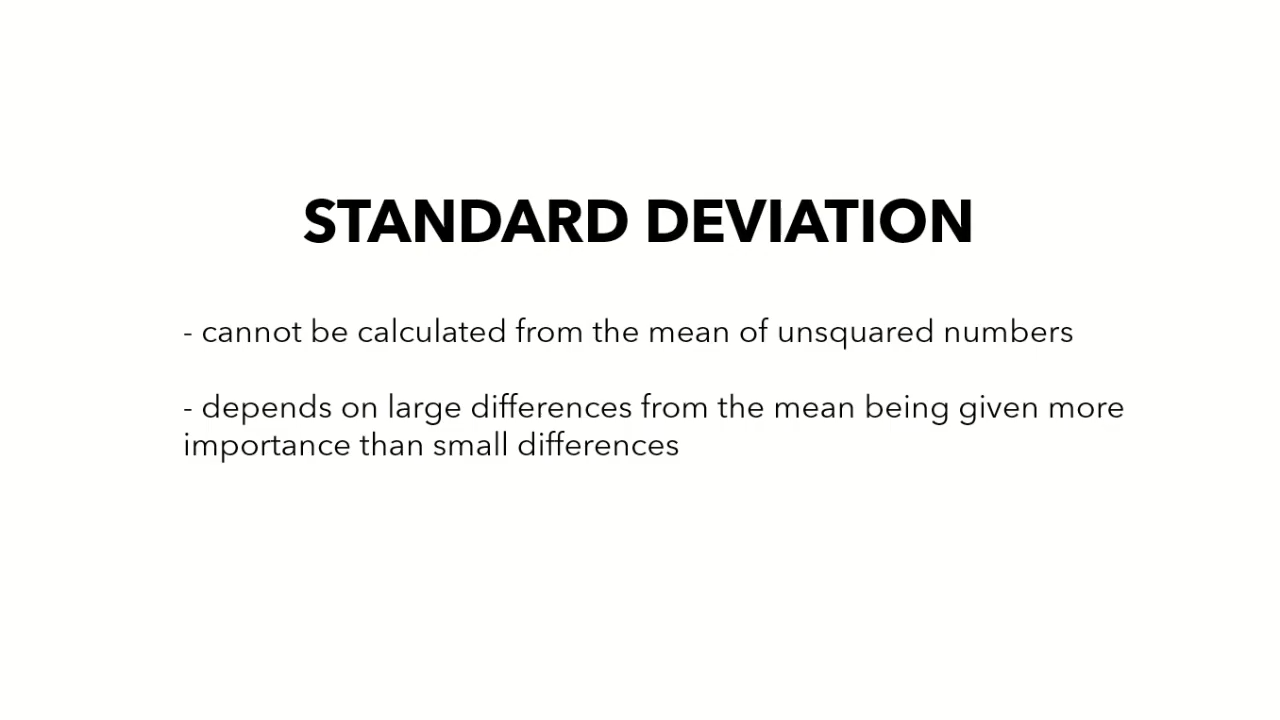 STANDARD DEVIATION
- cannot be calculated from the mean of unsquared numbers
- depends on large differences from the mean being given more
importance than small differences